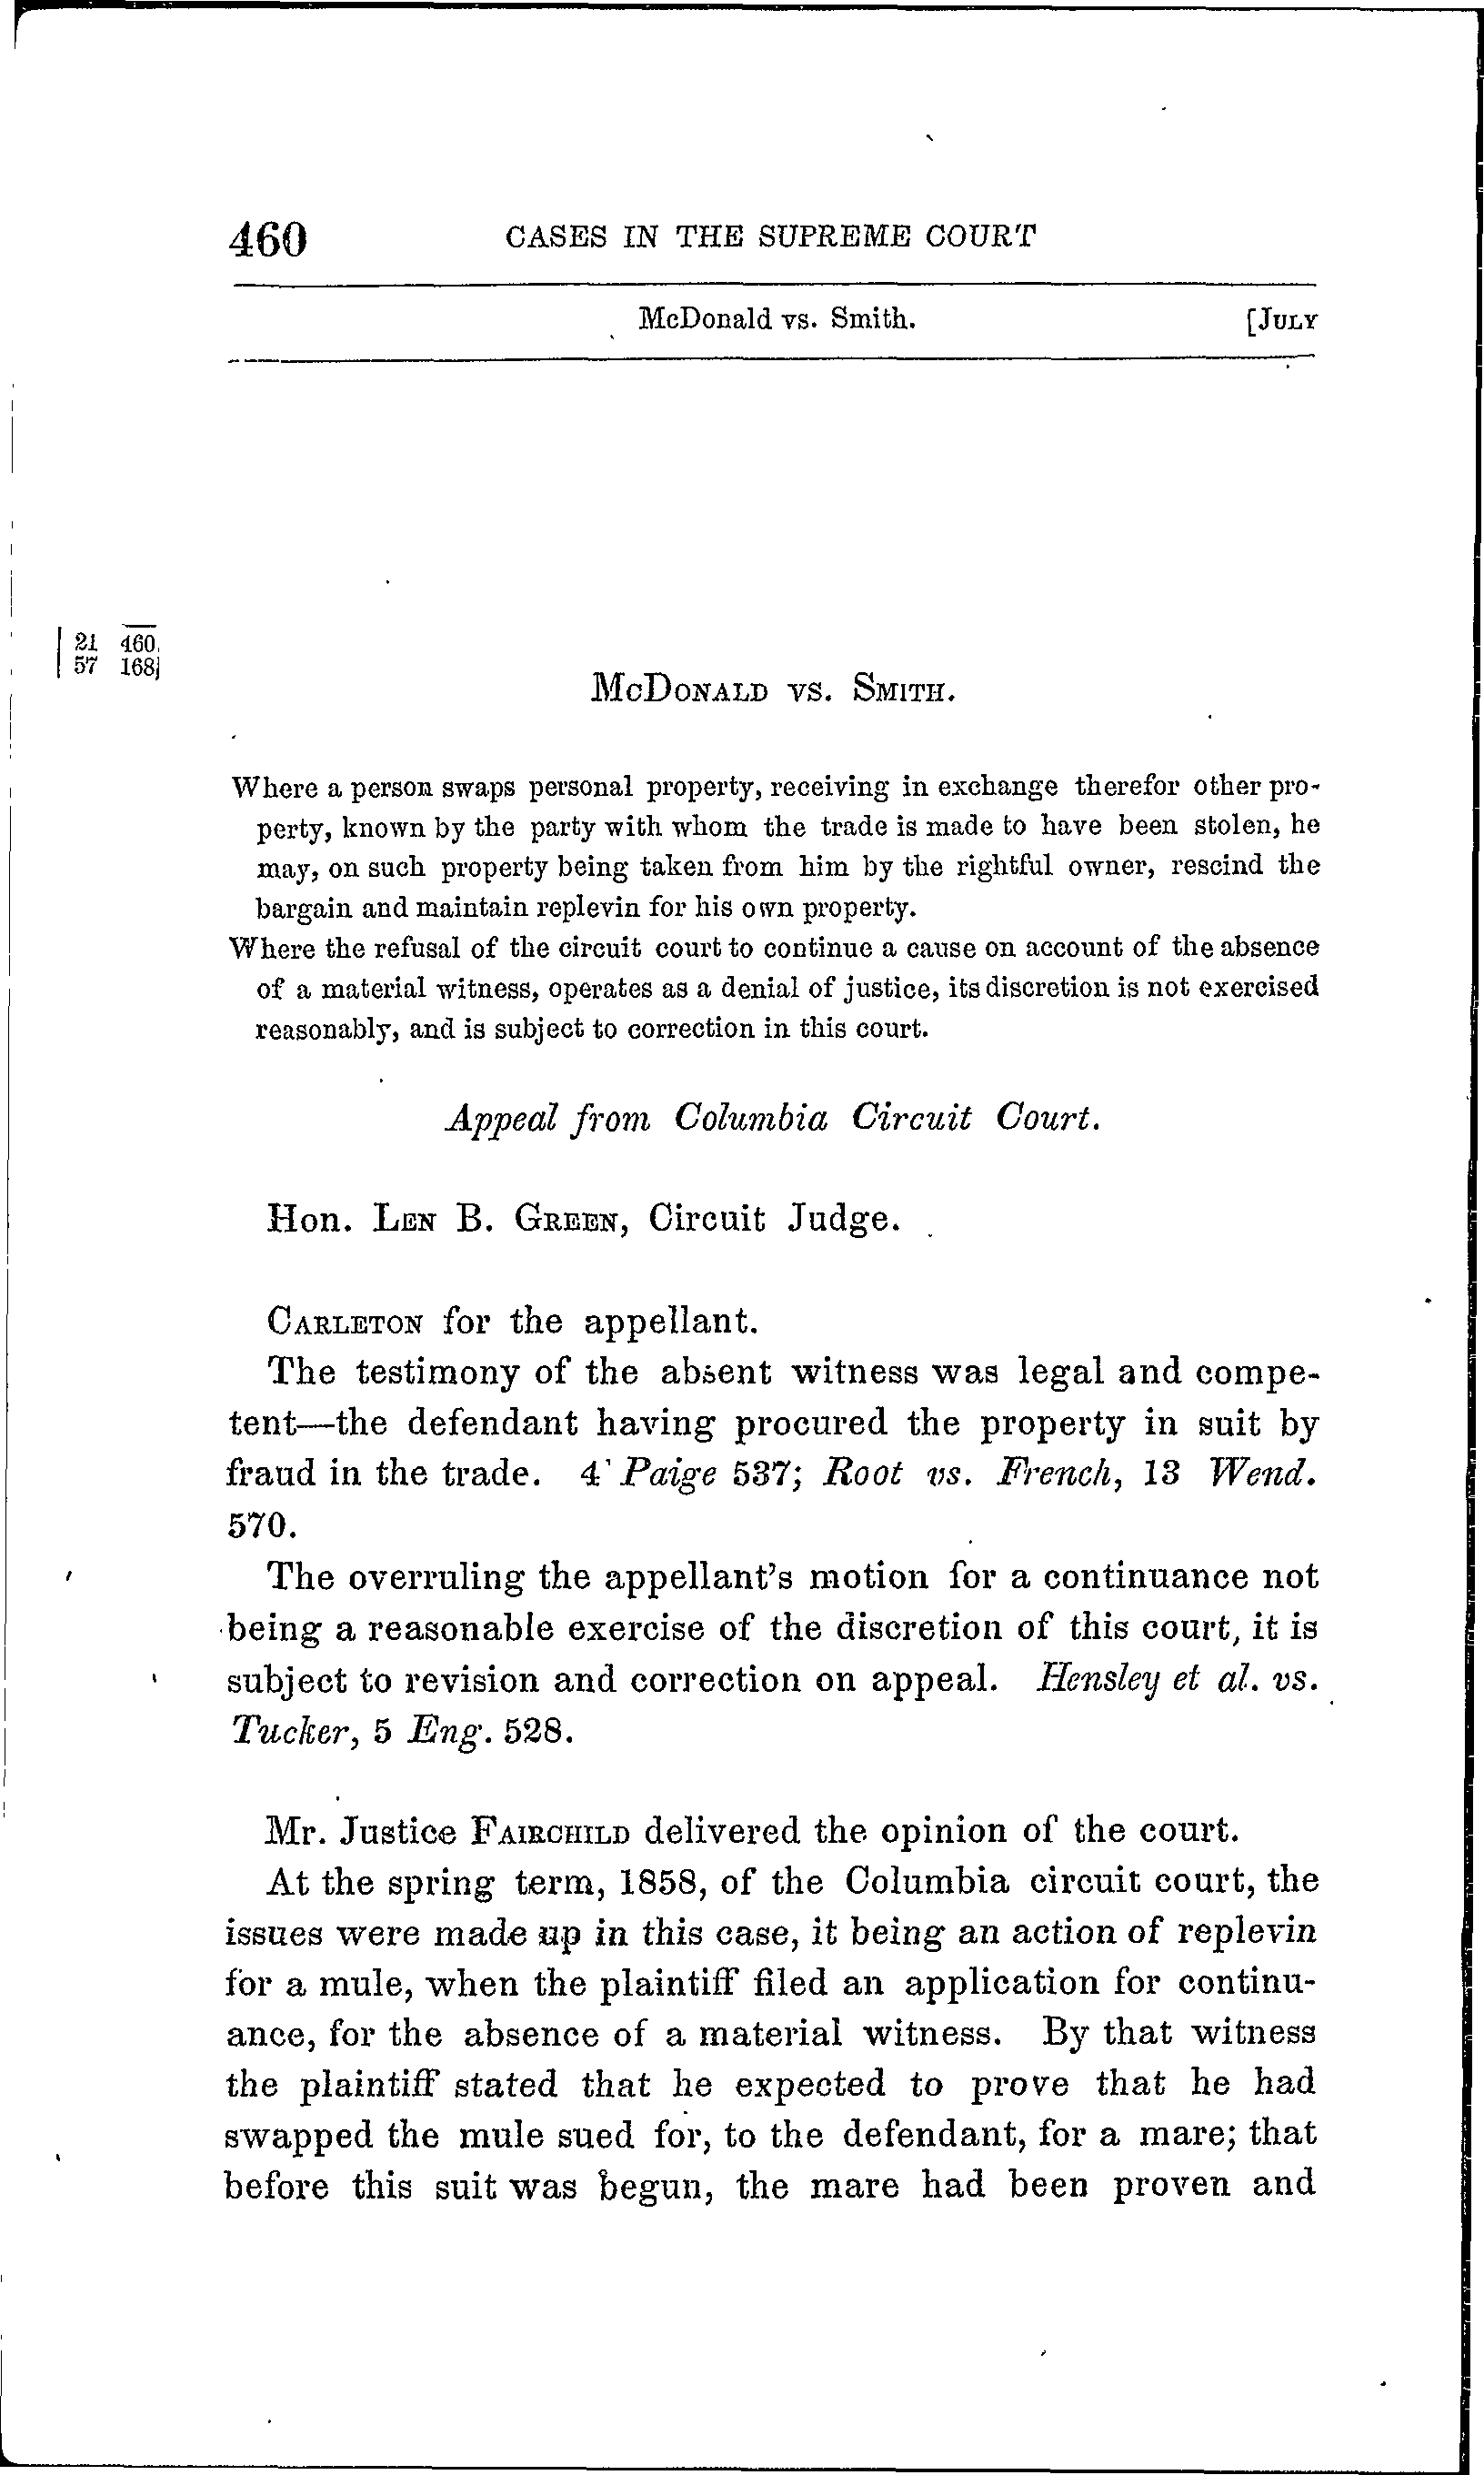 460 CASES IN THE SUPREME COURT
McDonald vs. Smith. [JULY
21 460
57 168
McDONALD vs. SMITH.
Where a person swaps personal property, receiving in exchange therefor other pro-
perty, known by the party with whom the trade is made to have been stolen, he
may, on such property being taken from him by the rightful owner, rescind the
bargain and maintain replevin for his own property.
Where the refusal of the circuit court to continue a cause on account of the absence
of a material witness, operates as a denial of justice, its discretion is not exercised
reasonably, and is subject to correction in this court.
Appeal from Columbia Circuit Court.
Hon. LEN B. GREEN, Circuit Judge.
CARLETON for the appellant.
The testimony of the absent witness was legal and compe-
tent—the defendant having procured the property in suit by
fraud in the trade. 4 Paige 537; Root vs. French, 13 Wend.
570.
The overruling the appellant's motion for a continuance not
being a reasonable exercise of the discretion of this court, it is
subject to revision and correction on appeal. Hensley et al. vs.
Tucker, 5 Eng. 528.
Mr. Justice FAIRCHILD delivered the opinion of the court.
At the spring term, 1858, of the Columbia circuit court, the
issues were made up in this case, it being an action of replevin
for a mule, when the plaintiff filed an application for continu-
ance, for the absence of a material witness. By that witness
the plaintiff stated that he expected to prove that he had
swapped the mule sued for, to the defendant, for a mare; that
before this suit was begun, the mare had been proven and